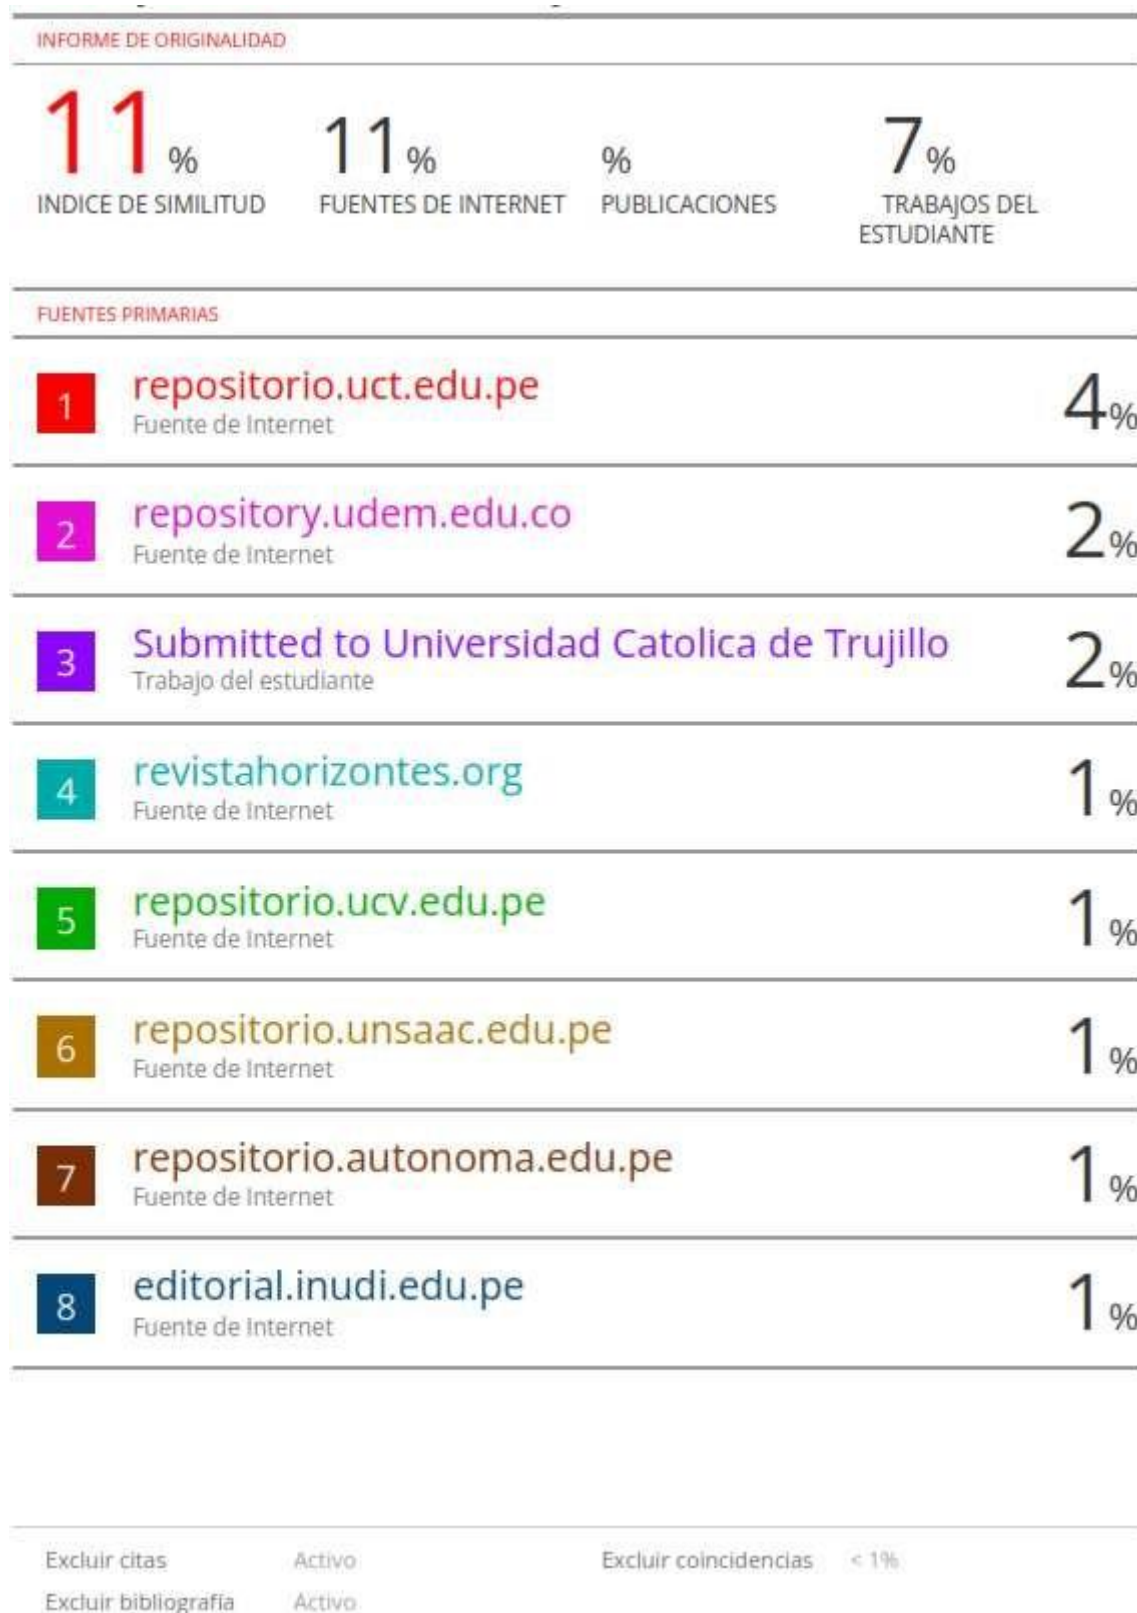 INFORME DE ORIGINALIDAD
11% 11% % 7%
INDICE DE SIMILITUD FUENTES DE INTERNET PUBLICACIONES TRABAJOS DEL
ESTUDIANTE
FUENTES PRIMARIAS
1 repositorio.uct.edu.pe 4%
Fuente de Internet
2 repository.udem.edu.co 2%
Fuente de Internet
3 Submitted to Universidad Catolica de Trujillo 2%
Trabajo del estudiante
4 revistahorizontes.org 1%
Fuente de Internet
5 repositorio.ucv.edu.pe 1%
Fuente de Internet
6 repositorio.unsaac.edu.pe 1%
Fuente de Internet
7 repositorio.autonoma.edu.pe 1%
Fuente de Internet
8 editorial.inudi.edu.pe 1%
Fuente de Internet
Excluir citas Activo Excluir coincidencias < 1%
Excluir bibliografía Activo